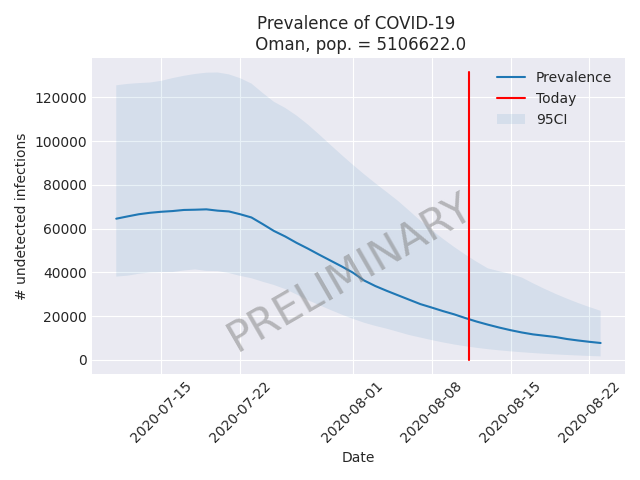 Prevalence of COVID-19
Oman, pop. = 5106622.0
Prevalence
Today
95CI
# undetected infections
120000
100000
80000
60000
40000
20000
0
PRELIMINARY
2020-07-15
2020-07-22
2020-08-01
2020-08-08
2020-08-15
2020-08-22
Date